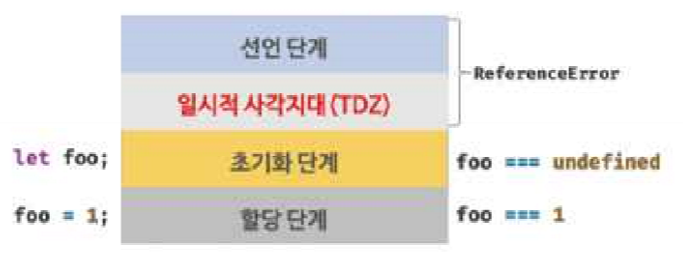 선언 단계
ReferenceError
일시적 사각지대(TDZ)
let foo;
초기화 단계
foo === undefined
foo = 1;
할당 단계
foo === 1